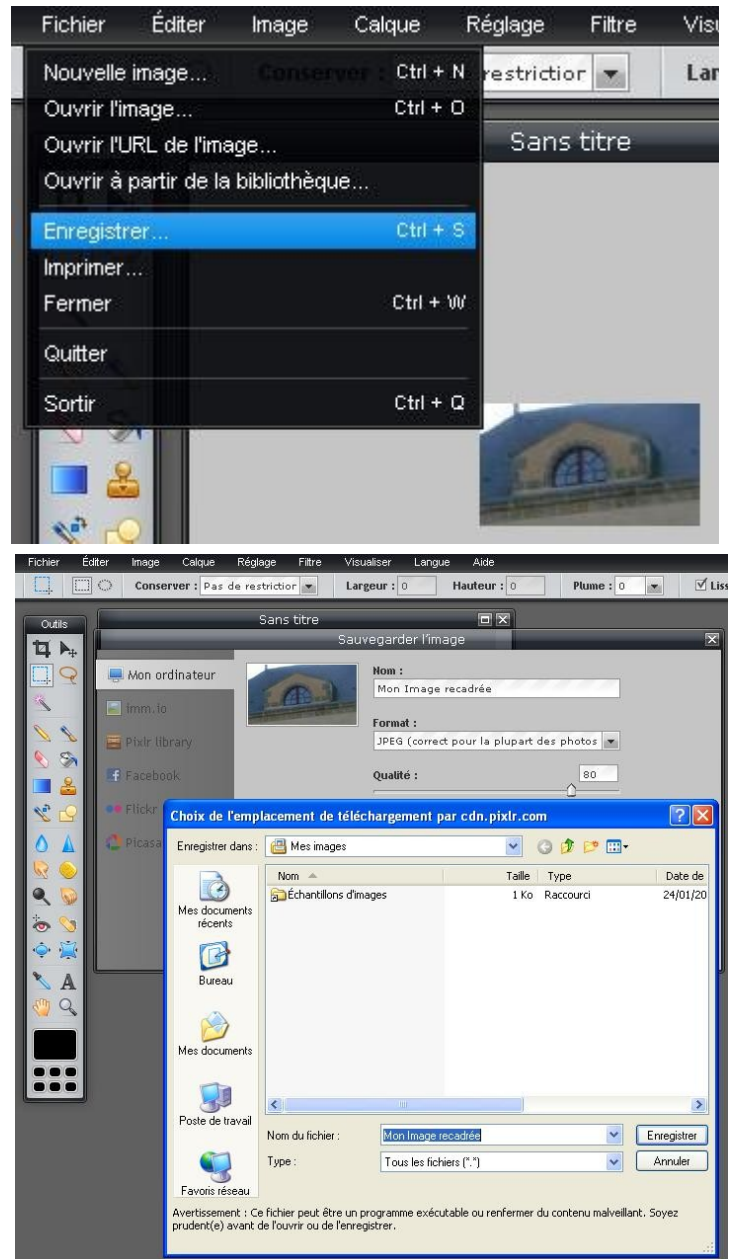 Fichier Éditer Image Calque Réglage Filtre
Nouvelle image... Ctrl + N
Conserver : restrictior
Ouvrir l'image... Ctrl + O
Ouvrir l'URL de l'image...
Sans titre
Ouvrir à partir de la bibliothèque...
Enregistrer... Ctrl + S
Imprimer...
Fermer Ctrl + W
Quitter
Sortir Ctrl + Q
Fichier Éditer Image Calque Réglage Filtre Visualiser Langue Aide
Conserver : Pas de restrictior Largeur : 0 Hauteur : 0 Plume : 0 Liss
Outils
Sans titre
Sauvegarder l'image
Mon ordinateur
imm.io
Pixlr library
Facebook
Flickr
Picasa
Nom :
Mon Image recadrée
Format :
JPEG (correct pour la plupart des photos
Qualité : 80
Choix de l'emplacement de téléchargement par cdn.pixlr.com
Enregistrer dans : Mes images
Nom Taille Type Date de
Échantillons d'images 1 Ko Raccourci 24/01/20
Mes documents
récents
Bureau
Mes documents
Poste de travail
Favoris réseau
Nom du fichier : Mon Image recadrée Enregistrer
Type : Tous les fichiers (*.*) Annuler
Avertissement : Ce fichier peut être un programme exécutable ou renfermer du contenu malveillant. Soyez
prudent(e) avant de l'ouvrir ou de l'enregistrer.